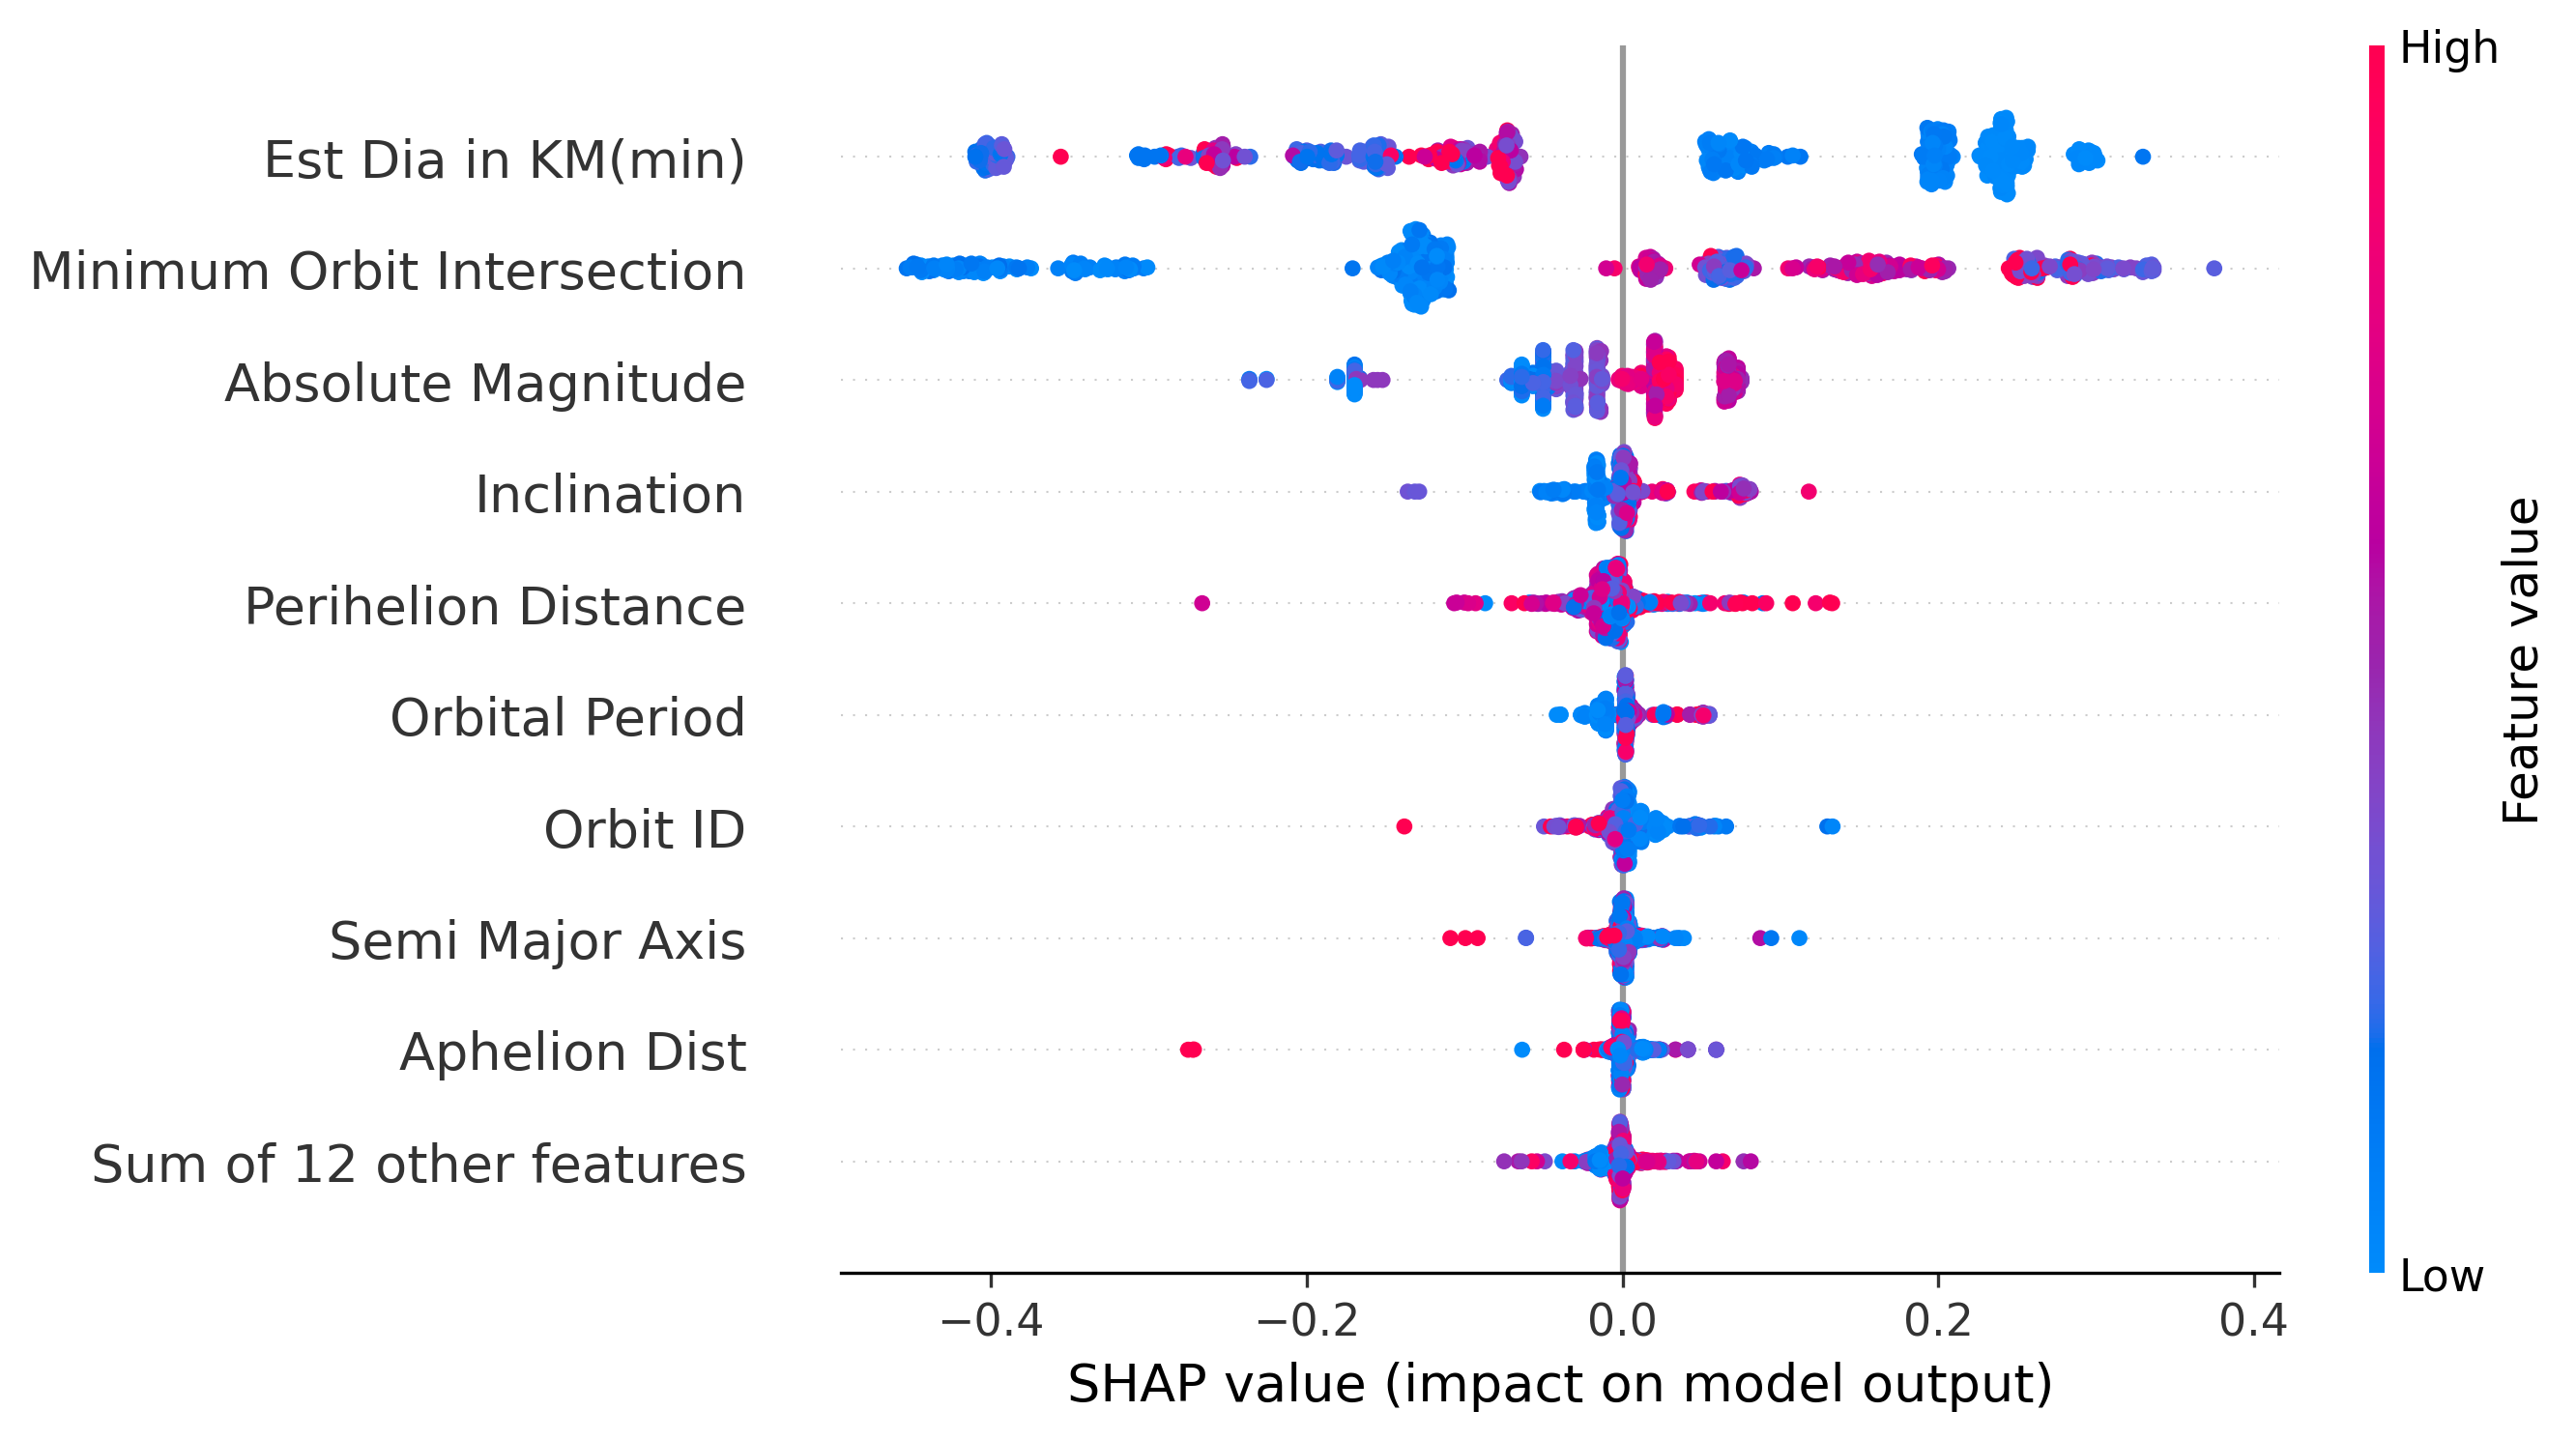 High
Est Dia in KM(min)
Minimum Orbit Intersection
Absolute Magnitude
Inclination
Perihelion Distance
Orbital Period
Orbit ID
Semi Major Axis
Aphelion Dist
Sum of 12 other features
Feature value
Low
−0.4 −0.2 0.0 0.2 0.4
SHAP value (impact on model output)